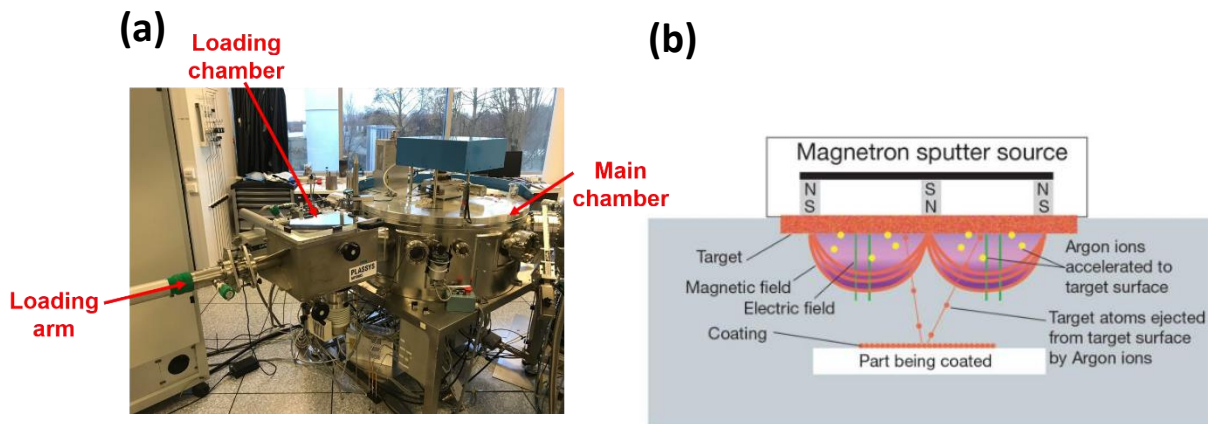 (a)
Loading
chamber
Main
chamber
Loading
arm
PLASSYS
(b)
Magnetron sputter source
N
S
S
N
N
S
Target
Magnetic field
Electric field
Argon ions
accelerated to
target surface
Target atoms ejected
from target surface
by Argon ions
Coating
Part being coated